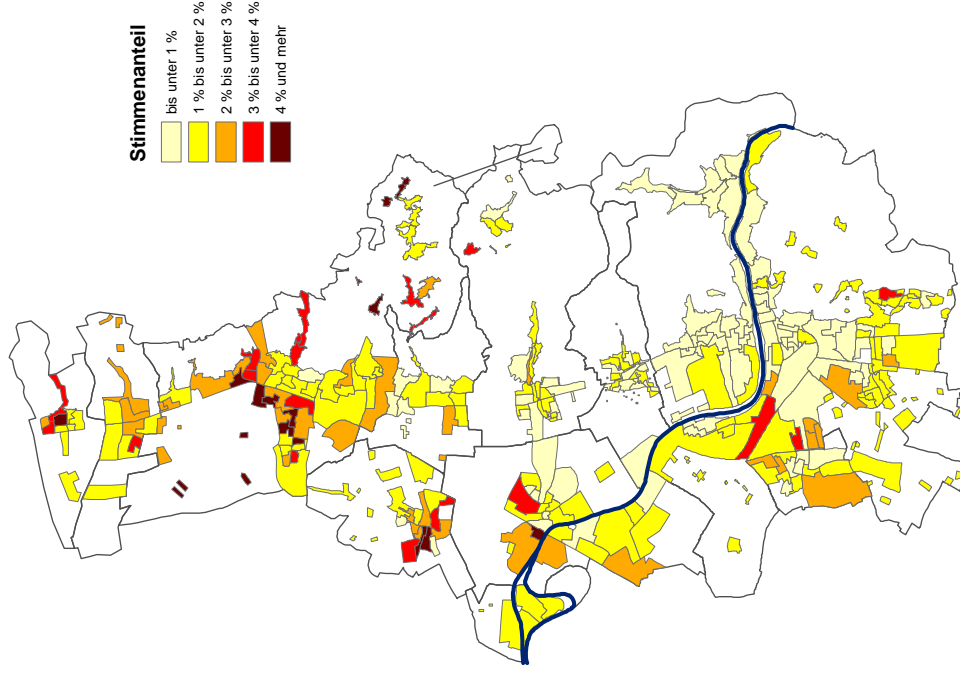 Stimmenanteil
bis unter 1 %
1 % bis unter 2 %
2 % bis unter 3 %
3 % bis unter 4 %
4 % und mehr